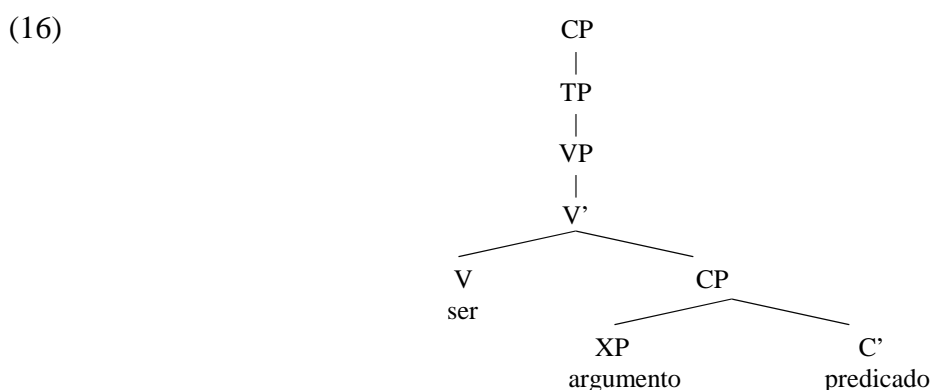 (16) CP
TP
VP
V’
V CP
ser
XP C’
argumento predicado